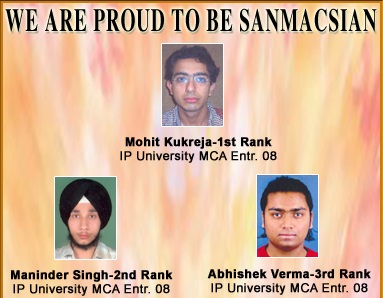 WE ARE PROUD TO BE SANMACSIAN
Mohit Kukreja-1st Rank
IP University MCA Entr. 08
Maninder Singh-2nd Rank
IP University MCA Entr. 08
Abhishek Verma-3rd Rank
IP University MCA Entr. 08